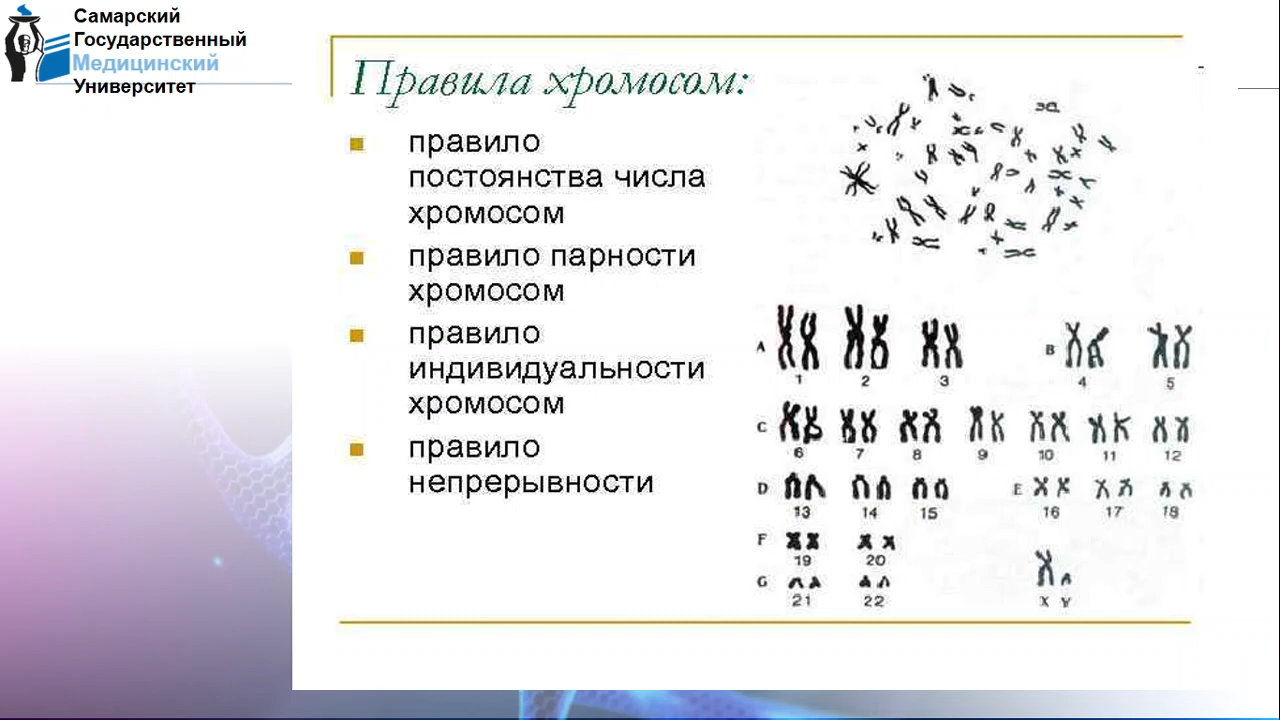 Самарский
Государственный
Медицинский
Университет
Правила хромосом:
правило
постоянства числа
хромосом
правило парности
хромосом
правило
индивидуальности
хромосом
правило
непрерывности
A B
1 2 3 4 5
C
6 7 8 9 10 11 12
D E
13 14 15 16 17 18
F
19 20
G
21 22 X Y